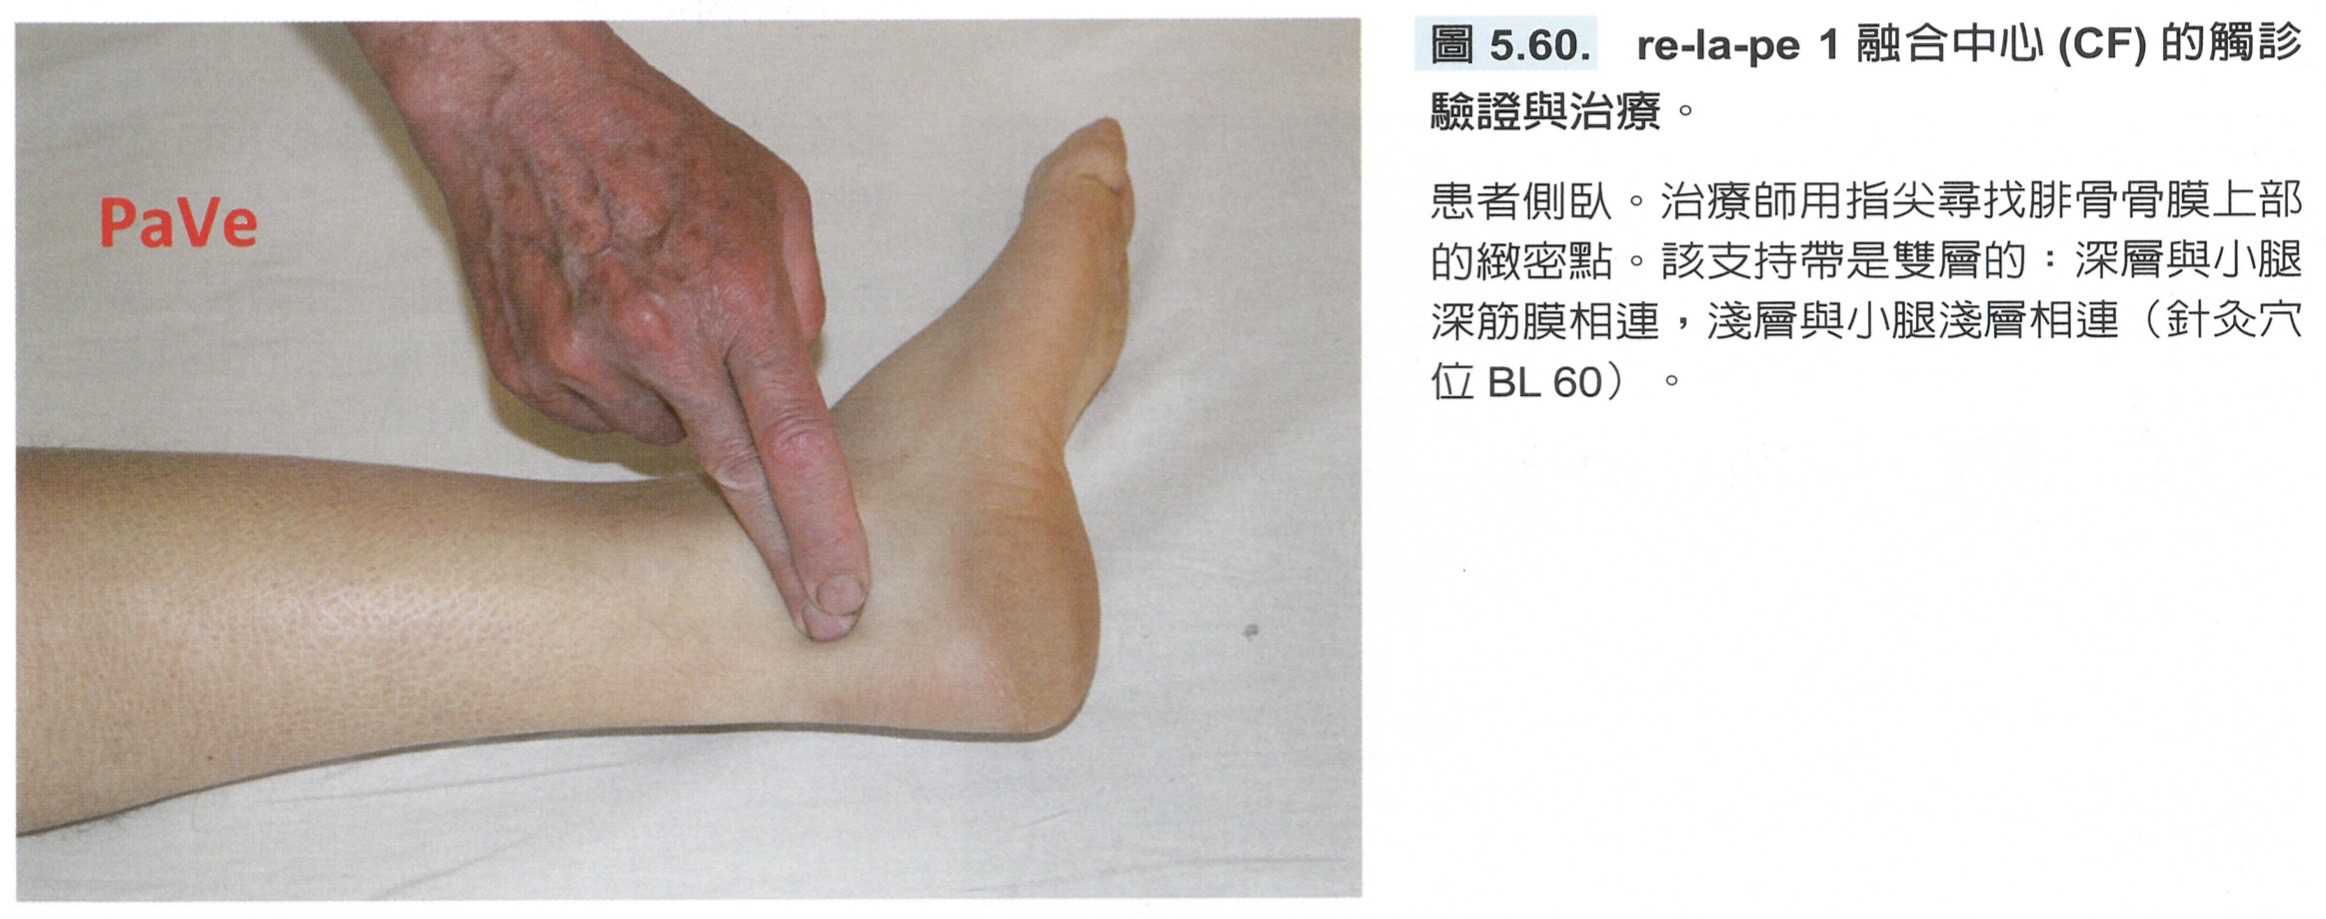 PaVe
圖 5.60. re-la-pe 1 融合中心 (CF) 的觸診
驗證與治療。
患者側臥。治療師用指尖尋找腓骨骨膜上部
的緻密點。該支持帶是雙層的：深層與小腿
深筋膜相連，淺層與小腿淺層相連（針灸穴
位 BL 60）。